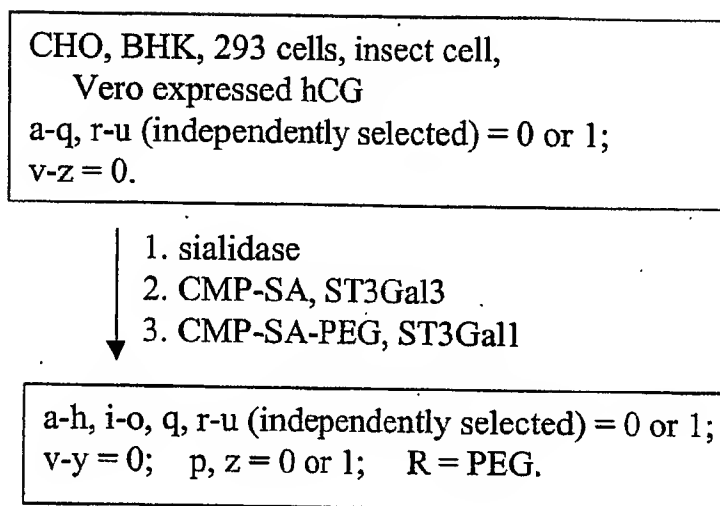 CHO, BHK, 293 cells, insect cell,
Vero expressed hCG
a-q, r-u (independently selected) = 0 or 1;
v-z = 0.
1. sialidase
2. CMP-SA, ST3Gal3
3. CMP-SA-PEG, ST3Gal1
a-h, i-o, q, r-u (independently selected) = 0 or 1;
v-y = 0; p, z = 0 or 1; R = PEG.